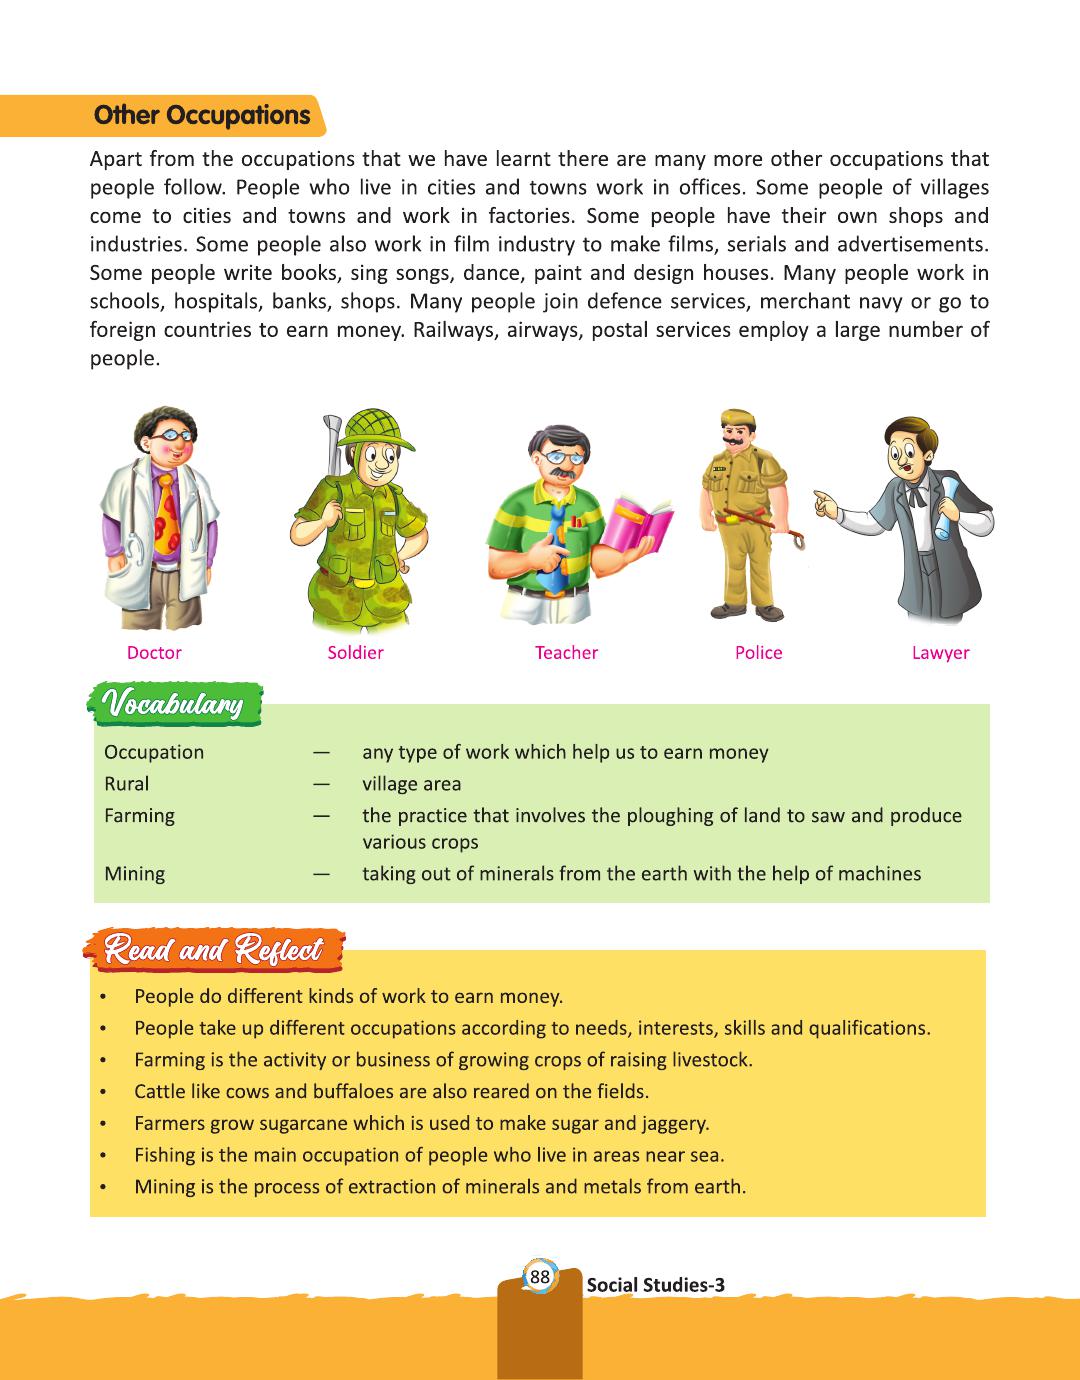 Other Occupations
Apart from the occupations that we have learnt there are many more other occupations that
people follow. People who live in cities and towns work in offices. Some people of villages
come to cities and towns and work in factories. Some people have their own shops and
industries. Some people also work in film industry to make films, serials and advertisements.
Some people write books, sing songs, dance, paint and design houses. Many people work in
schools, hospitals, banks, shops. Many people join defence services, merchant navy or go to
foreign countries to earn money. Railways, airways, postal services employ a large number of
people.
Doctor Soldier Teacher Police Lawyer
Vocabulary
Occupation — any type of work which help us to earn money
Rural — village area
Farming — the practice that involves the ploughing of land to saw and produce
various crops
Mining — taking out of minerals from the earth with the help of machines
Read and Reflect
• People do different kinds of work to earn money.
• People take up different occupations according to needs, interests, skills and qualifications.
• Farming is the activity or business of growing crops of raising livestock.
• Cattle like cows and buffaloes are also reared on the fields.
• Farmers grow sugarcane which is used to make sugar and jaggery.
• Fishing is the main occupation of people who live in areas near sea.
• Mining is the process of extraction of minerals and metals from earth.
88 Social Studies-3